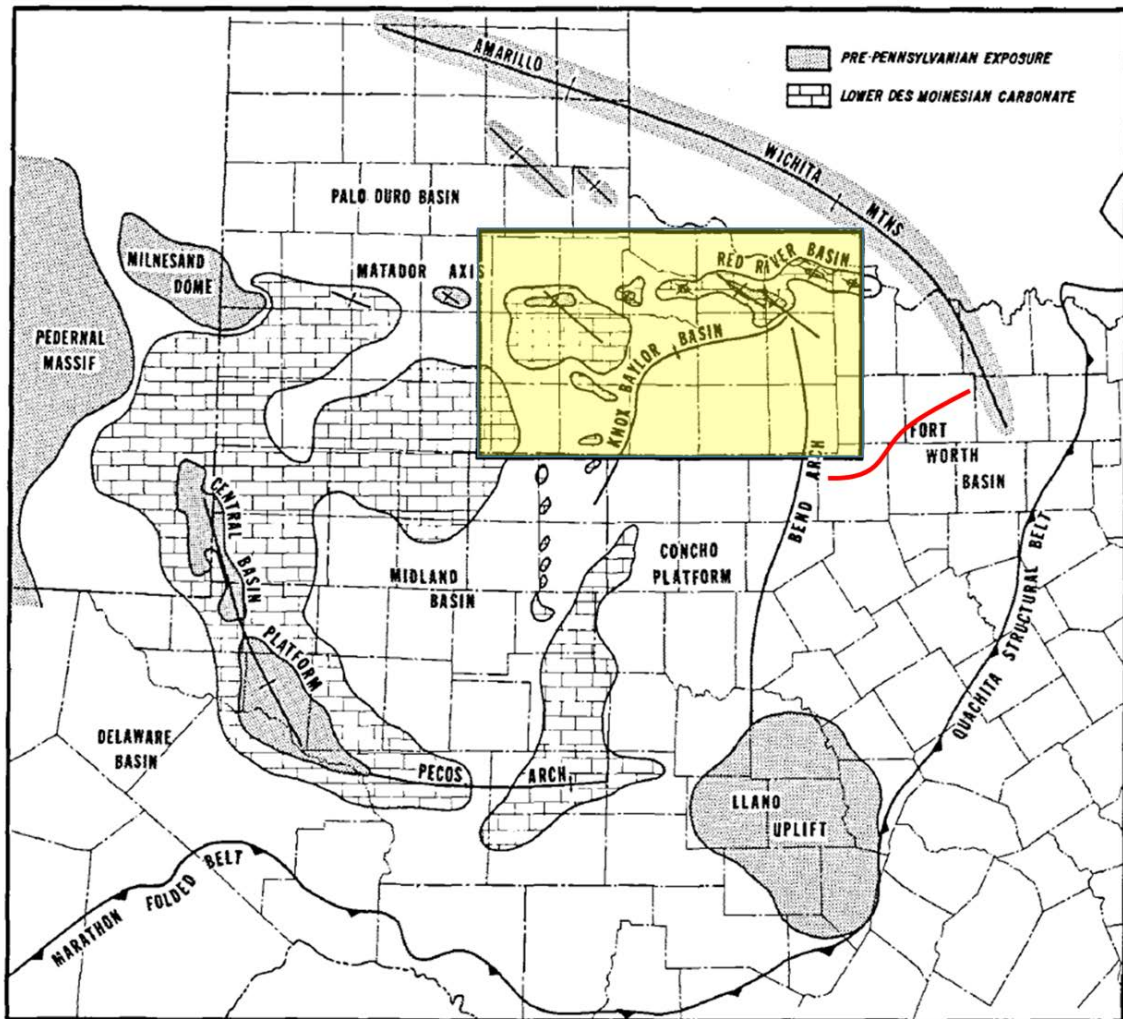 AMARILLO
WICHITA
MTNS
PRE-PENNSYLVANIAN EXPOSURE
LOWER DES MOINESIAN CARBONATE
PALO DURO BASIN
MILNESAND
DOME
MATADOR AXIS
RED RIVER BASIN
PEDERNAL
MASSIF
KNOX BAYLOR BASIN
FORT
WORTH
BASIN
BEND ARCH
CENTRAL BASIN
PLATFORM
MIDLAND
BASIN
CONCHO
PLATFORM
QUACHITA STRUCTURAL BELT
DELAWARE
BASIN
PECOS ARCH
LLANO
UPLIFT
MARATHON FOLDED BELT